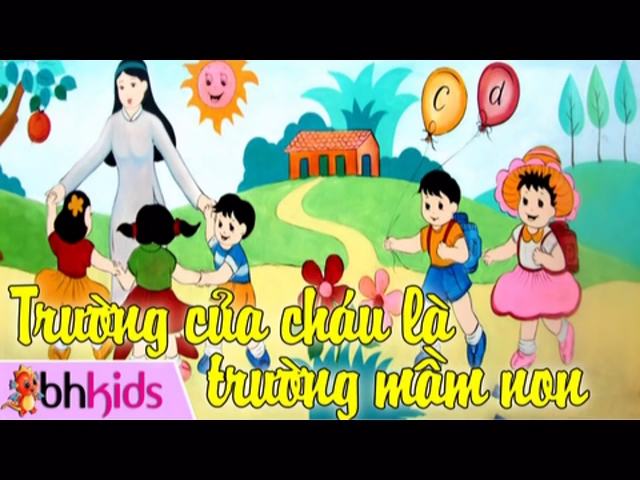 C
d
Trường của cháu là
trường mầm non
bhkids